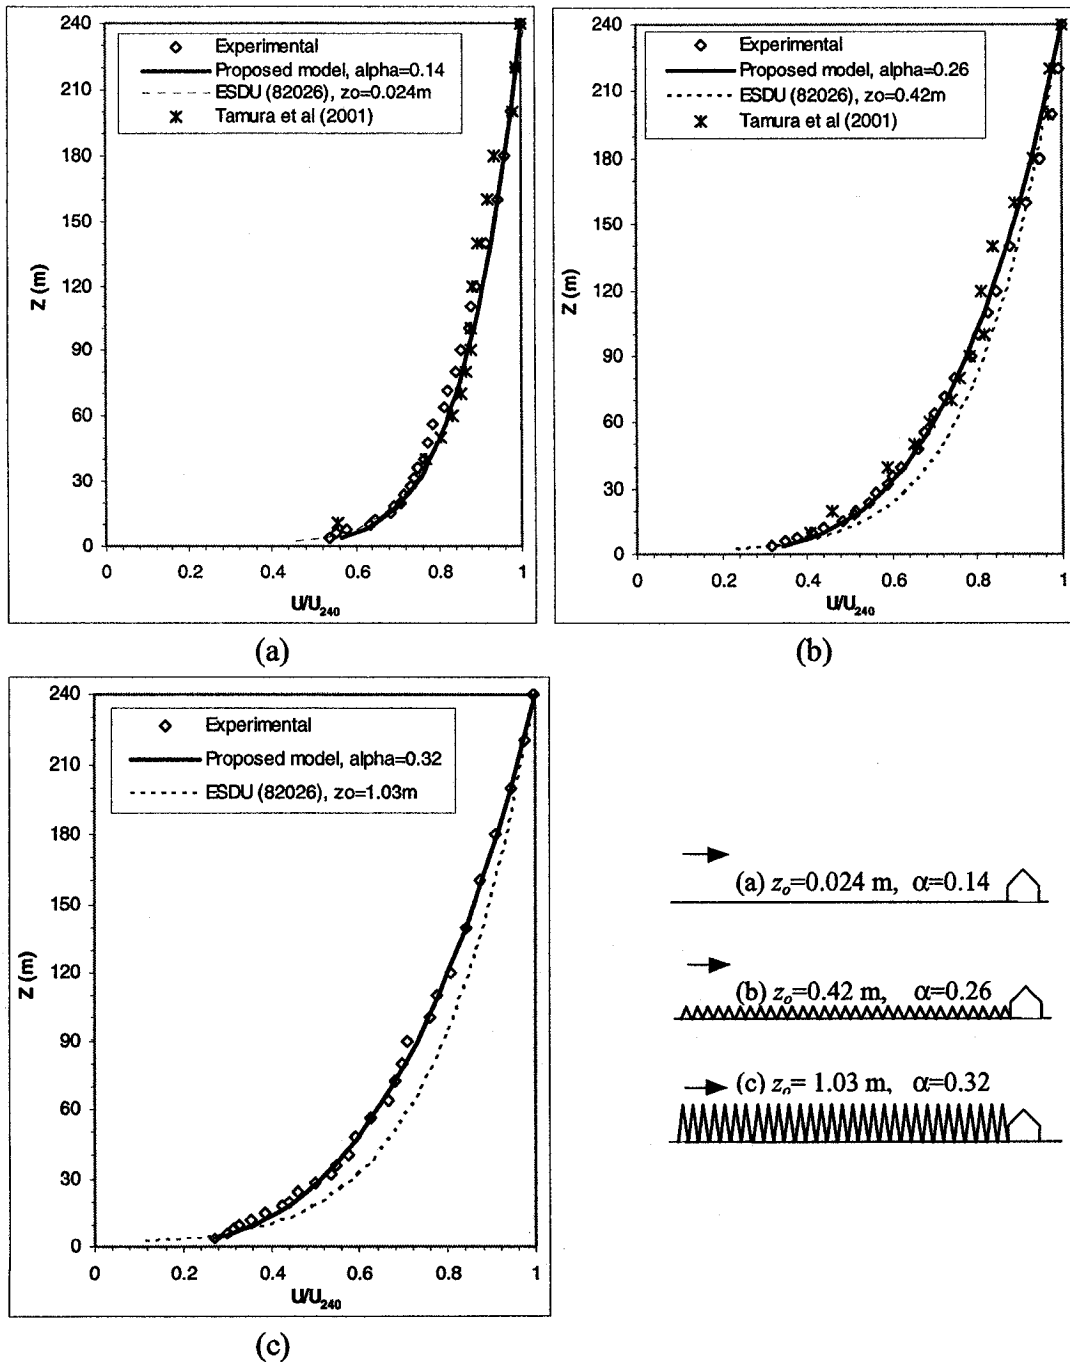 240
210
180
150
120
90
60
30
0
Z (m)
Experimental
Proposed model, alpha=0.14
ESDU (82026), zo=0.024m
Tamura et al (2001)
0 0.2 0.4 0.6 0.8 1
U/U240
(a)
240
210
180
150
120
90
60
30
0
Z (m)
Experimental
Proposed model, alpha=0.26
ESDU (82026), zo=0.42m
Tamura et al (2001)
0 0.2 0.4 0.6 0.8 1
U/U240
(b)
240
210
180
150
120
90
60
30
0
Z (m)
Experimental
Proposed model, alpha=0.32
ESDU (82026), zo=1.03m
0 0.2 0.4 0.6 0.8 1
U/U240
(c)
(a) zo=0.024 m, α=0.14
(b) zo=0.42 m, α=0.26
(c) zo= 1.03 m, α=0.32